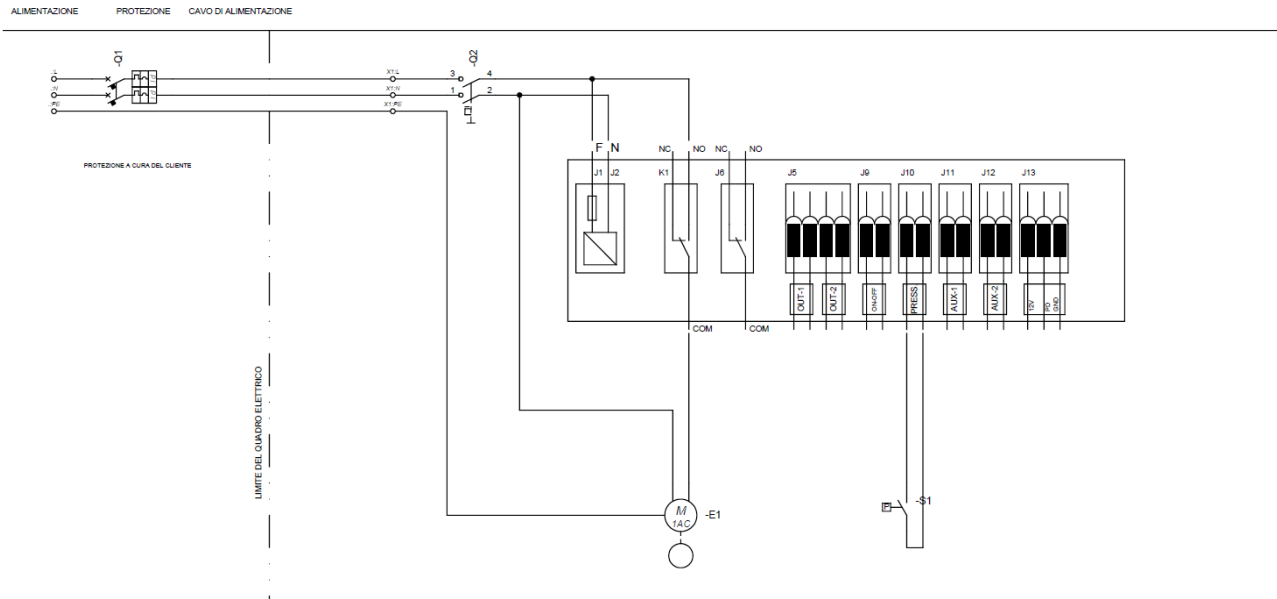 ALIMENTAZIONE PROTEZIONE CAVO DI ALIMENTAZIONE
-Q1
-Q2
:L
X1:L
3
4
:N
X1:N
1
2
:PE
X1:PE
PROTEZIONE A CURA DEL CLIENTE
F N
NC NO NC NO
J1 J2 K1 J6 J5 J9 J10 J11 J12 J13
OUT-1
OUT-2
ON-OFF
PRESS
AUX-1
AUX-2
12V
PD
GND
COM COM
LIMITE DEL QUADRO ELETTRICO
M
1AC
-E1
P
-S1